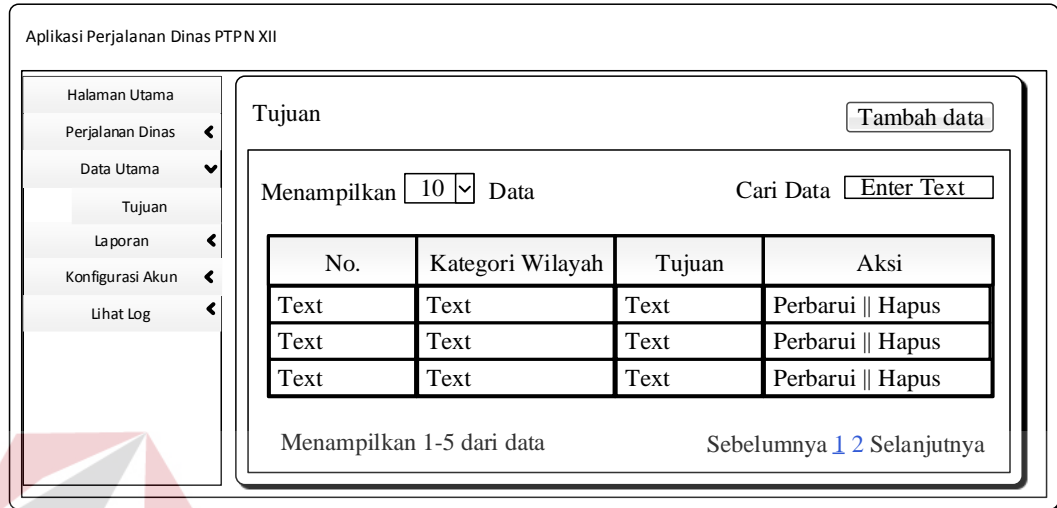 Aplikasi Perjalanan Dinas PTPN XII
Halaman Utama
Perjalanan Dinas
Data Utama
Tujuan
Laporan
Konfigurasi Akun
Lihat Log
Tujuan Tambah data
Menampilkan 10 Data Cari Data Enter Text
No. Kategori Wilayah Tujuan Aksi
Text Text Text Perbarui || Hapus
Text Text Text Perbarui || Hapus
Text Text Text Perbarui || Hapus
Menampilkan 1-5 dari data Sebelumnya 1 2 Selanjutnya